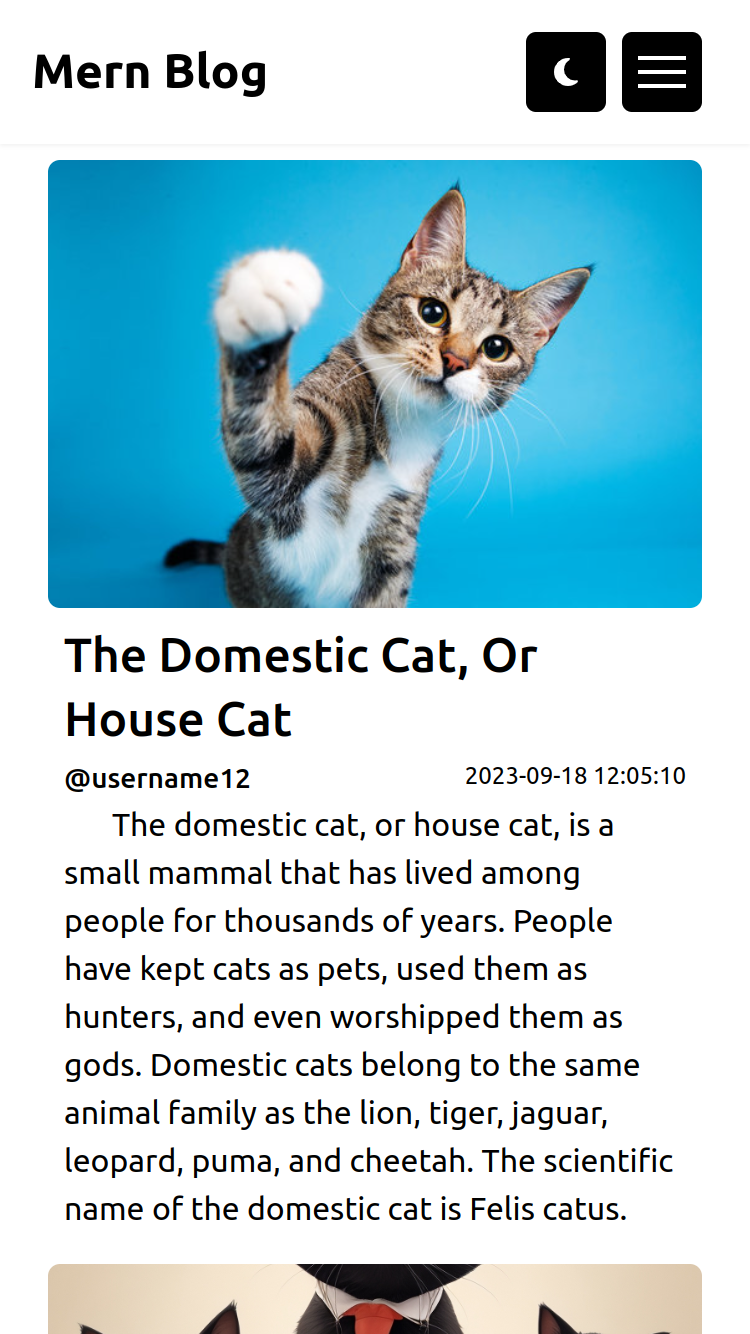 Mern Blog
The Domestic Cat, Or
House Cat
@username12
2023-09-18 12:05:10
The domestic cat, or house cat, is a
small mammal that has lived among
people for thousands of years. People
have kept cats as pets, used them as
hunters, and even worshipped them as
gods. Domestic cats belong to the same
animal family as the lion, tiger, jaguar,
leopard, puma, and cheetah. The scientific
name of the domestic cat is Felis catus.